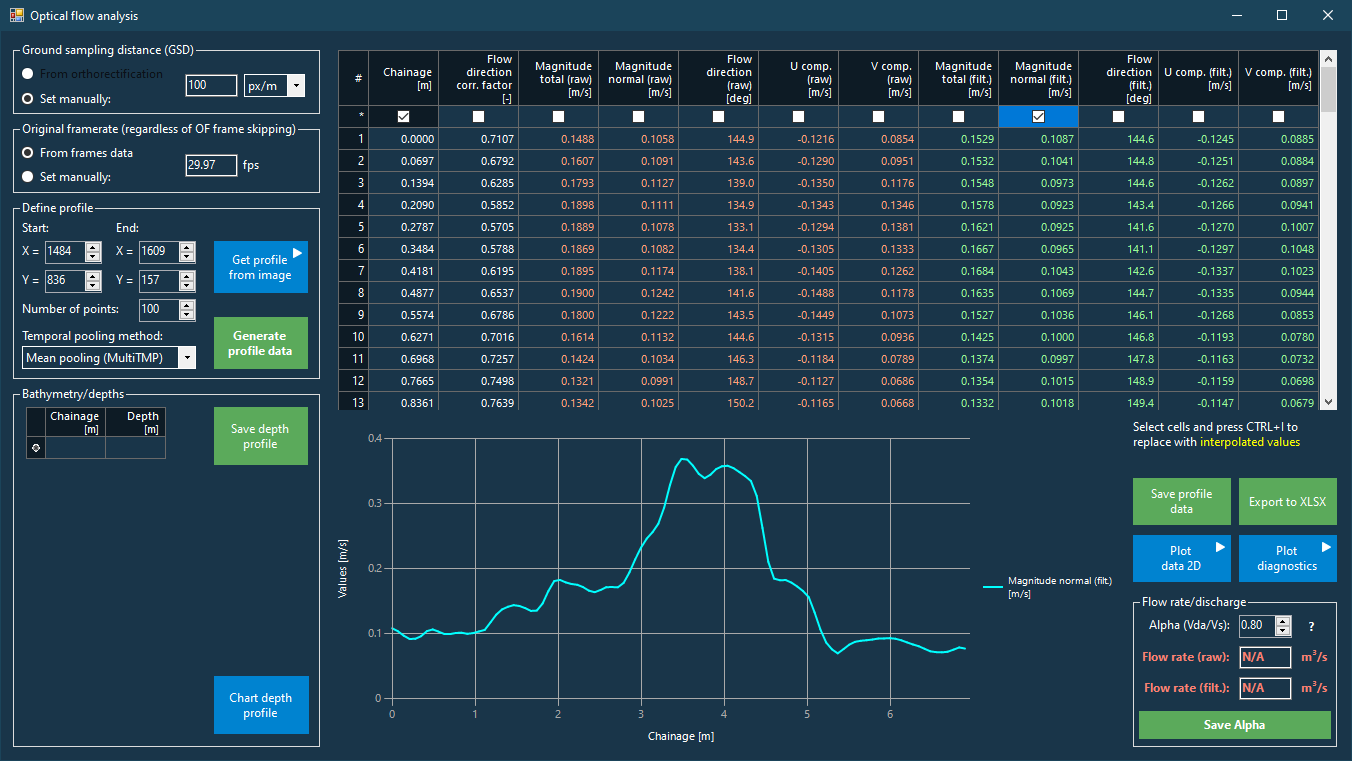 Optical flow analysis
Ground sampling distance (GSD)
From orthorectification
Set manually:
100
px/m
Original framerate (regardless of OF frame skipping)
From frames data
Set manually:
29.97
fps
Define profile
Start:
End:
X =
1484
X =
1609
Y =
836
Y =
157
Get profile
from image
Number of points:
100
Temporal pooling method:
Mean pooling (MultiTMP)
Generate
profile data
Bathymetry/depths
Chainage
[m]
Depth
[m]
Save depth
profile
Chart depth
profile
# Chainage [m] Flow direction corr. factor [-] Magnitude total (raw) [m/s] Magnitude normal (raw) [m/s] Flow direction (raw) [deg] U comp. (raw) [m/s] V comp. (raw) [m/s] Magnitude total (filt.) [m/s] Magnitude normal (filt.) [m/s] Flow direction (filt.) [deg] U comp. (filt.) [m/s] V comp. (filt.) [m/s]
*
1 0.0000 0.7107 0.1488 0.1058 144.9 -0.1216 0.0854 0.1529 0.1087 144.6 -0.1245 0.0885
2 0.0697 0.6792 0.1607 0.1091 143.6 -0.1290 0.0951 0.1532 0.1041 144.8 -0.1251 0.0884
3 0.1394 0.6285 0.1793 0.1127 139.0 -0.1350 0.1176 0.1548 0.0973 144.6 -0.1262 0.0897
4 0.2090 0.5852 0.1898 0.1111 134.9 -0.1343 0.1346 0.1578 0.0923 143.4 -0.1266 0.0941
5 0.2787 0.5705 0.1889 0.1078 133.1 -0.1294 0.1381 0.1621 0.0925 141.6 -0.1270 0.1007
6 0.3484 0.5788 0.1869 0.1082 134.4 -0.1305 0.1333 0.1667 0.0965 141.1 -0.1297 0.1048
7 0.4181 0.6195 0.1895 0.1174 138.1 -0.1405 0.1262 0.1684 0.1043 142.6 -0.1337 0.1023
8 0.4877 0.6537 0.1900 0.1242 141.6 -0.1488 0.1178 0.1635 0.1069 144.7 -0.1335 0.0944
9 0.5574 0.6786 0.1800 0.1222 143.5 -0.1449 0.1073 0.1527 0.1036 146.1 -0.1268 0.0853
10 0.6271 0.7016 0.1614 0.1132 144.6 -0.1315 0.0936 0.1425 0.1000 146.8 -0.1193 0.0780
11 0.6968 0.7257 0.1424 0.1034 146.3 -0.1184 0.0789 0.1374 0.0997 147.8 -0.1163 0.0732
12 0.7665 0.7498 0.1321 0.0991 148.7 -0.1127 0.0686 0.1354 0.1015 148.9 -0.1159 0.0698
13 0.8361 0.7639 0.1342 0.1025 150.2 -0.1165 0.0668 0.1332 0.1018 149.4 -0.1147 0.0679
Values [m/s]
0.4
0.3
0.2
0.1
0
0 1 2 3 4 5 6
Chainage [m]
Magnitude normal (filt.)
[m/s]
Select cells and press CTRL+I to
replace with interpolated values
Save profile
data
Export to XLSX
Plot
data 2D
Plot
diagnostics
Flow rate/discharge
Alpha (Vda/Vs):
0.80
?
Flow rate (raw):
N/A
m³/s
Flow rate (filt.):
N/A
m³/s
Save Alpha